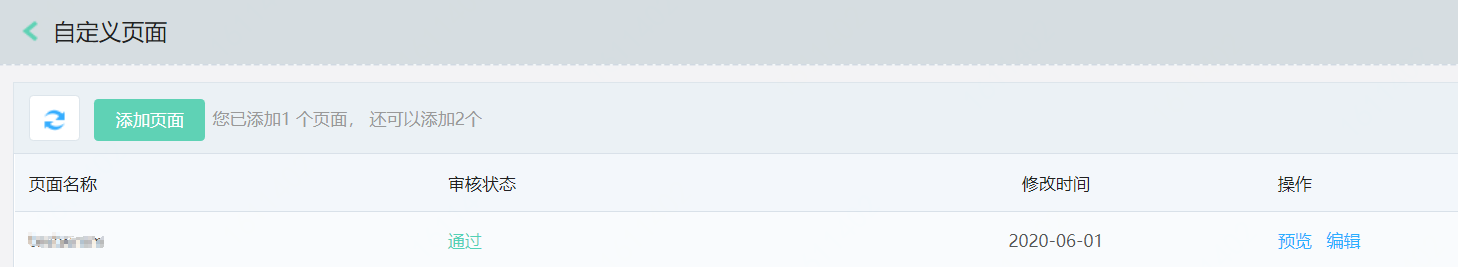 自定义页面
添加页面 您已添加1 个页面， 还可以添加2个
页面名称 审核状态 修改时间 操作
通过 2020-06-01 预览 编辑